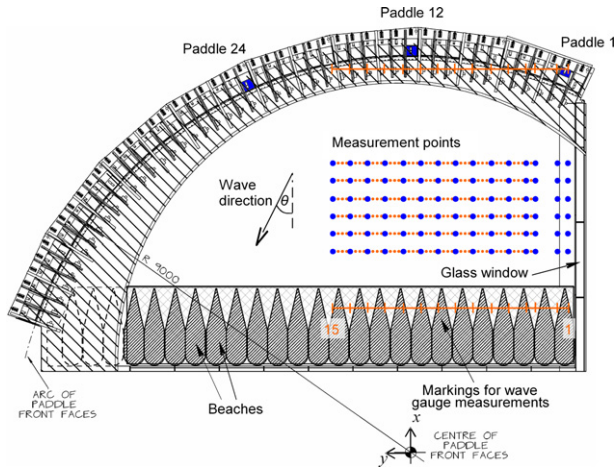 Paddle 12
Paddle 24
Paddle 1
Measurement points
Wave
direction
θ
Glass window
R 9000
15
1
Markings for wave
gauge measurements
Beaches
ARC OF
PADDLE
FRONT FACES
x
y
CENTRE OF
PADDLE
FRONT FACES